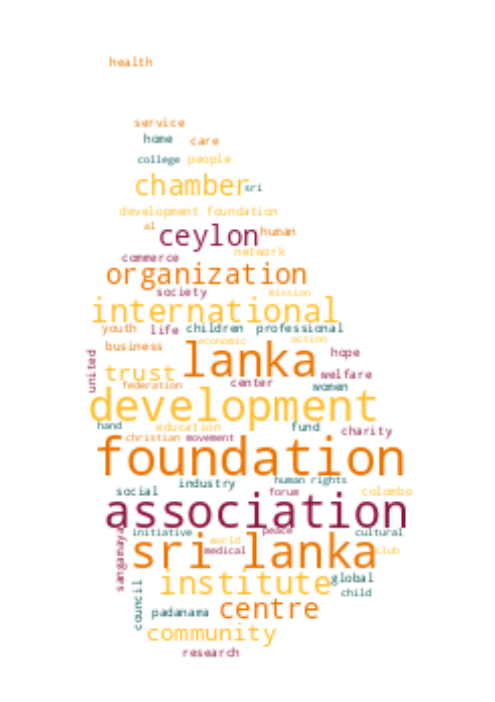 health
service
home care
college people
chamber sri
development foundation
al ceylon human
commerce network
organization
society mission
international
youth life children professional
business economic action
united trust lanka hope
federation center welfare
women
development
hand education fund charity
christian movement
foundation
industry human rights
social forum colombo
association
sangamaya initiative peace cultural
sri lanka world
medical club
institute global
council child
padanama centre
community
research